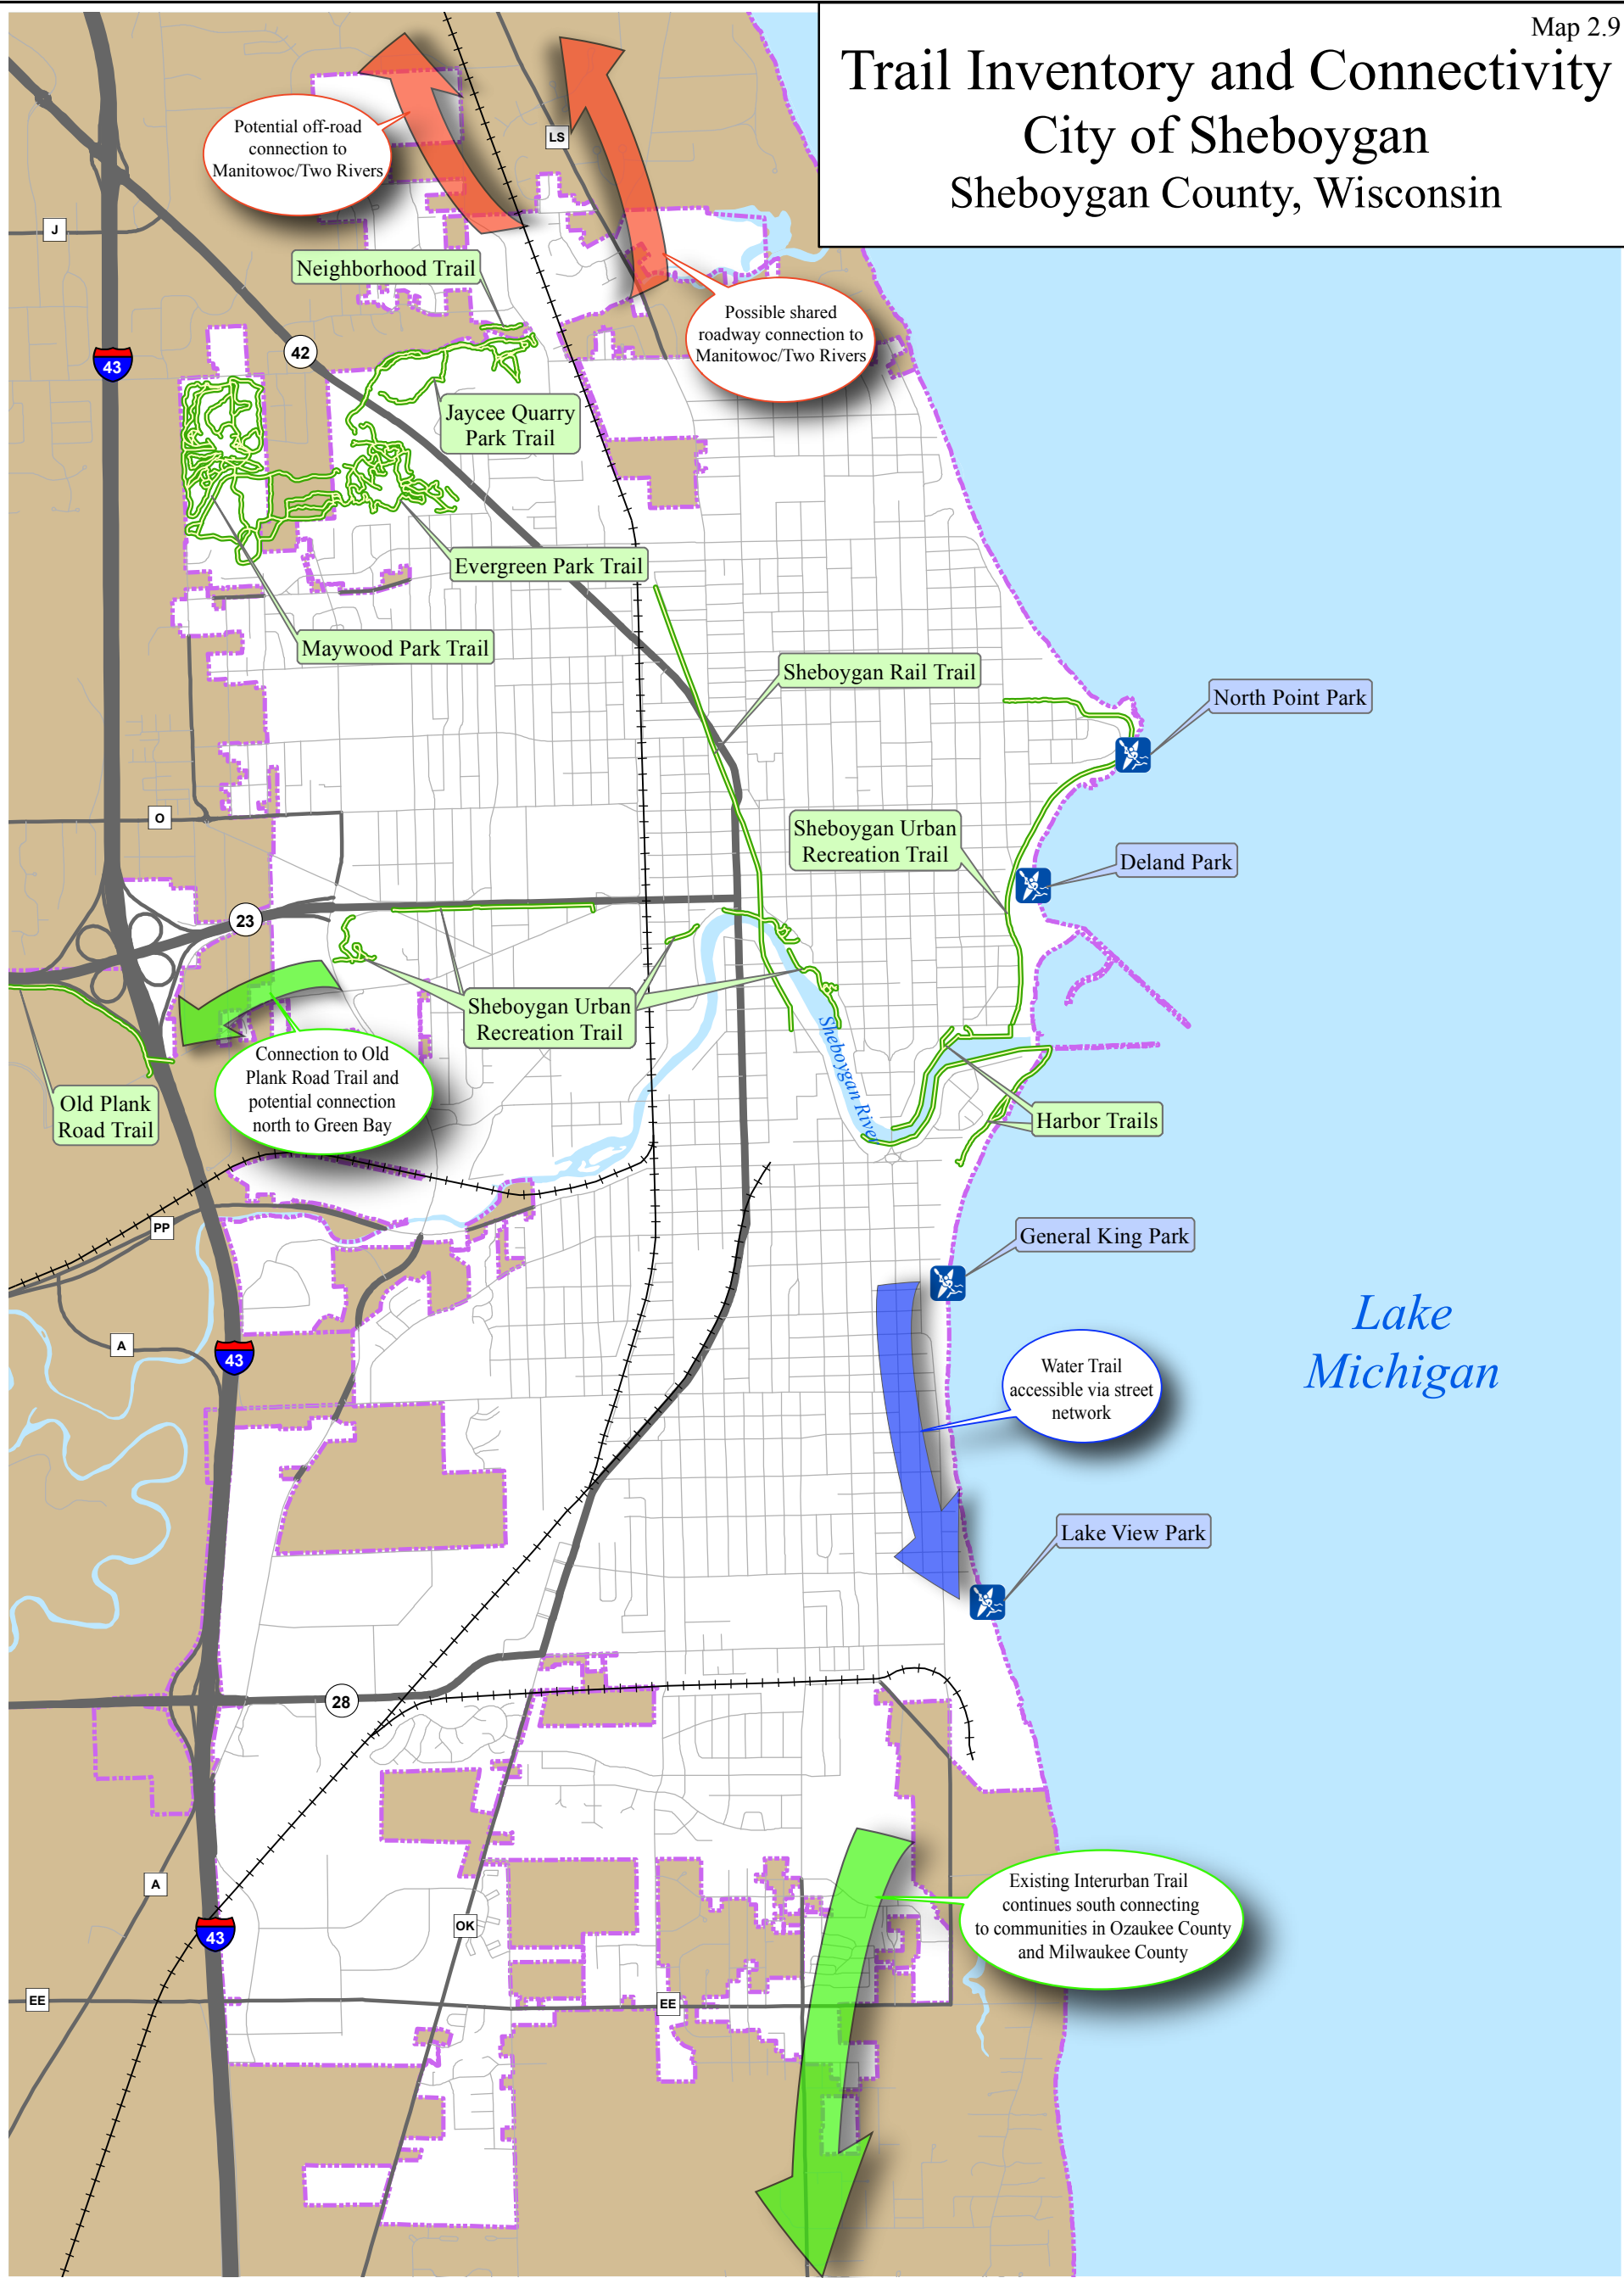 Map 2.9
Trail Inventory and Connectivity
City of Sheboygan
Sheboygan County, Wisconsin
Potential off-road
connection to
Manitowoc/Two Rivers
LS
J
Neighborhood Trail
Possible shared
roadway connection to
Manitowoc/Two Rivers
42
43
Jaycee Quarry
Park Trail
Evergreen Park Trail
Maywood Park Trail
Sheboygan Rail Trail
North Point Park
O
Sheboygan Urban
Recreation Trail
Deland Park
23
Sheboygan Urban
Recreation Trail
Sheboygan River
Connection to Old
Plank Road Trail and
potential connection
north to Green Bay
Old Plank
Road Trail
Harbor Trails
PP
General King Park
Lake
Michigan
A
43
Water Trail
accessible via street
network
Lake View Park
28
Existing Interurban Trail
continues south connecting
to communities in Ozaukee County
and Milwaukee County
A
OK
43
EE
EE